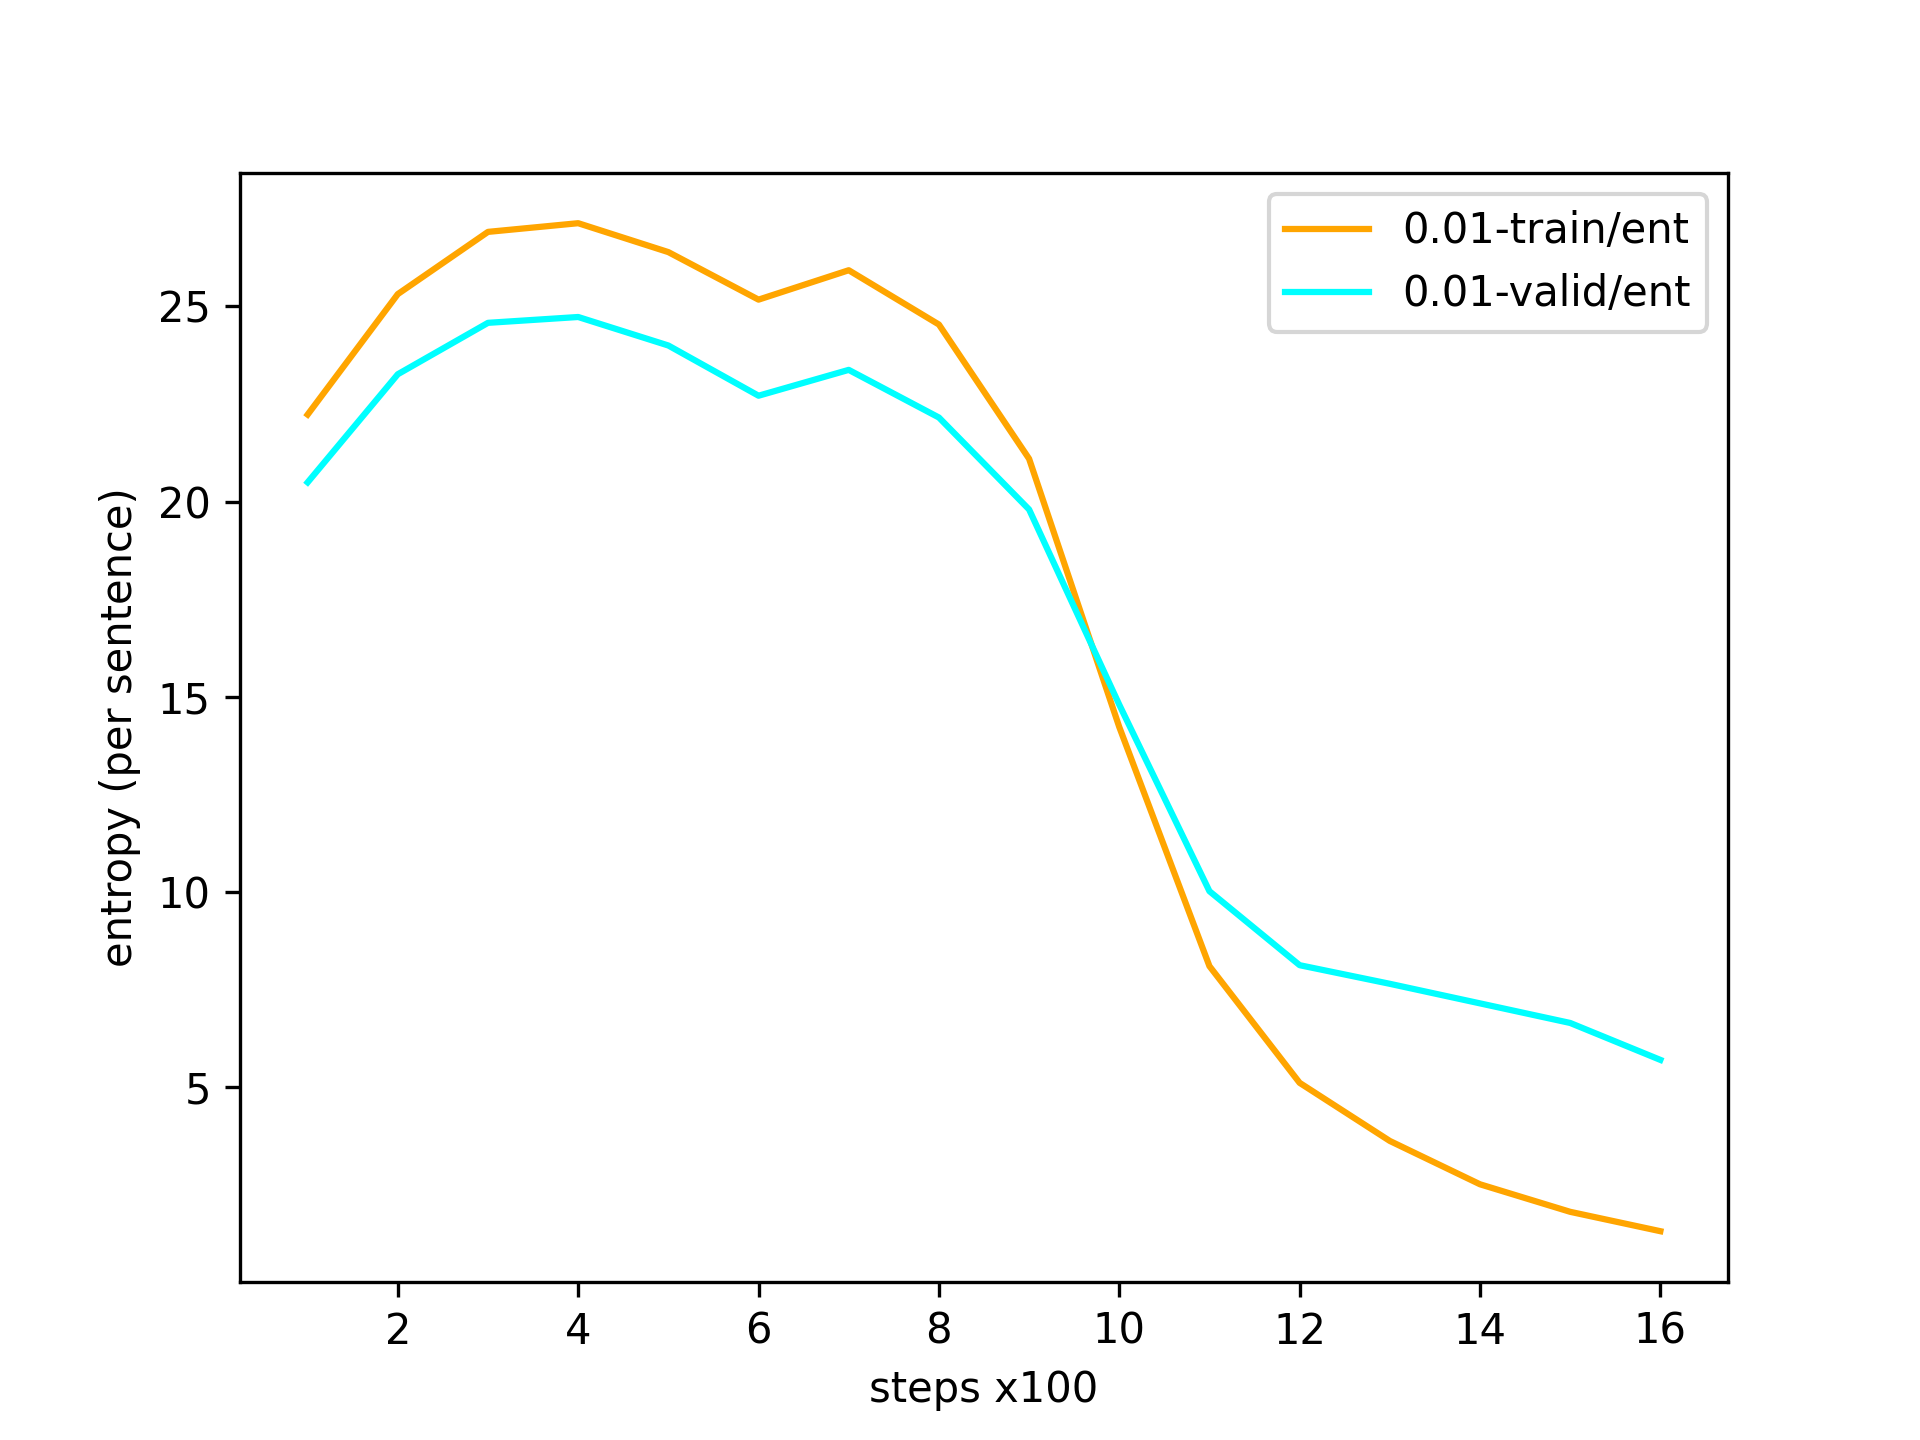 0.01-train/ent
0.01-valid/ent
entropy (per sentence)
25
20
15
10
5
2 4 6 8 10 12 14 16
steps x100